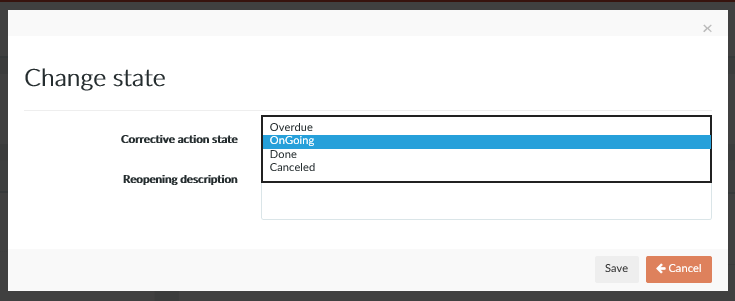 ×
Change state
Corrective action state
Overdue
OnGoing
Done
Canceled
Reopening description
Save
Cancel